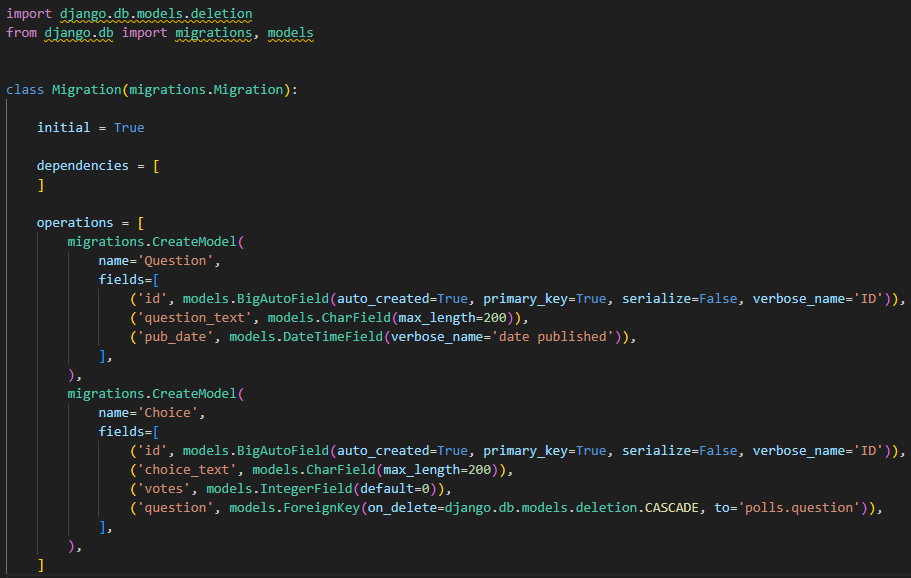 import django.db.models.deletion
from django.db import migrations, models
class Migration(migrations.Migration):
initial = True
dependencies = [
]
operations = [
migrations.CreateModel(
name='Question',
fields=[
('id', models.BigAutoField(auto_created=True, primary_key=True, serialize=False, verbose_name='ID')),
('question_text', models.CharField(max_length=200)),
('pub_date', models.DateTimeField(verbose_name='date published')),
],
),
migrations.CreateModel(
name='Choice',
fields=[
('id', models.BigAutoField(auto_created=True, primary_key=True, serialize=False, verbose_name='ID')),
('choice_text', models.CharField(max_length=200)),
('votes', models.IntegerField(default=0)),
('question', models.ForeignKey(on_delete=django.db.models.deletion.CASCADE, to='polls.question')),
],
),
]